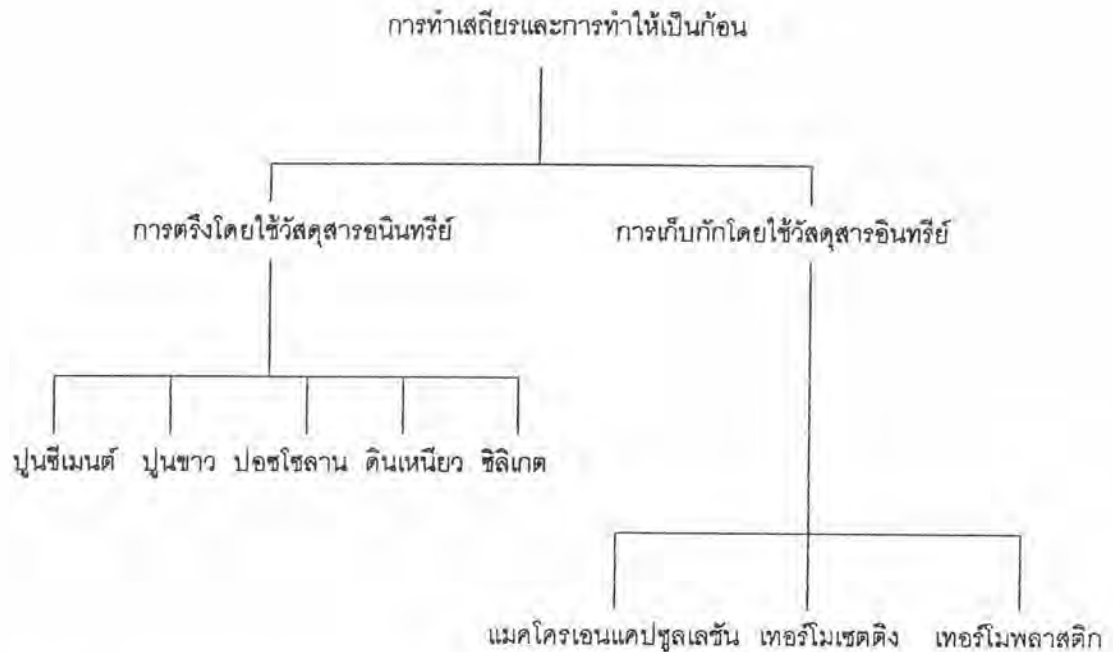 การทำเสถียรและการทำให้เป็นก้อน
การตรึงโดยใช้วัสดุสารอนินทรีย์ การเก็บกักโดยใช้วัสดุสารอินทรีย์
ปูนซีเมนต์ ปูนขาว ปอซโซลาน ดินเหนียว ซิลิเกต
แมคโครเอนแคปซูลเลชัน เทอร์โมเซตติง เทอร์โมพลาสติก